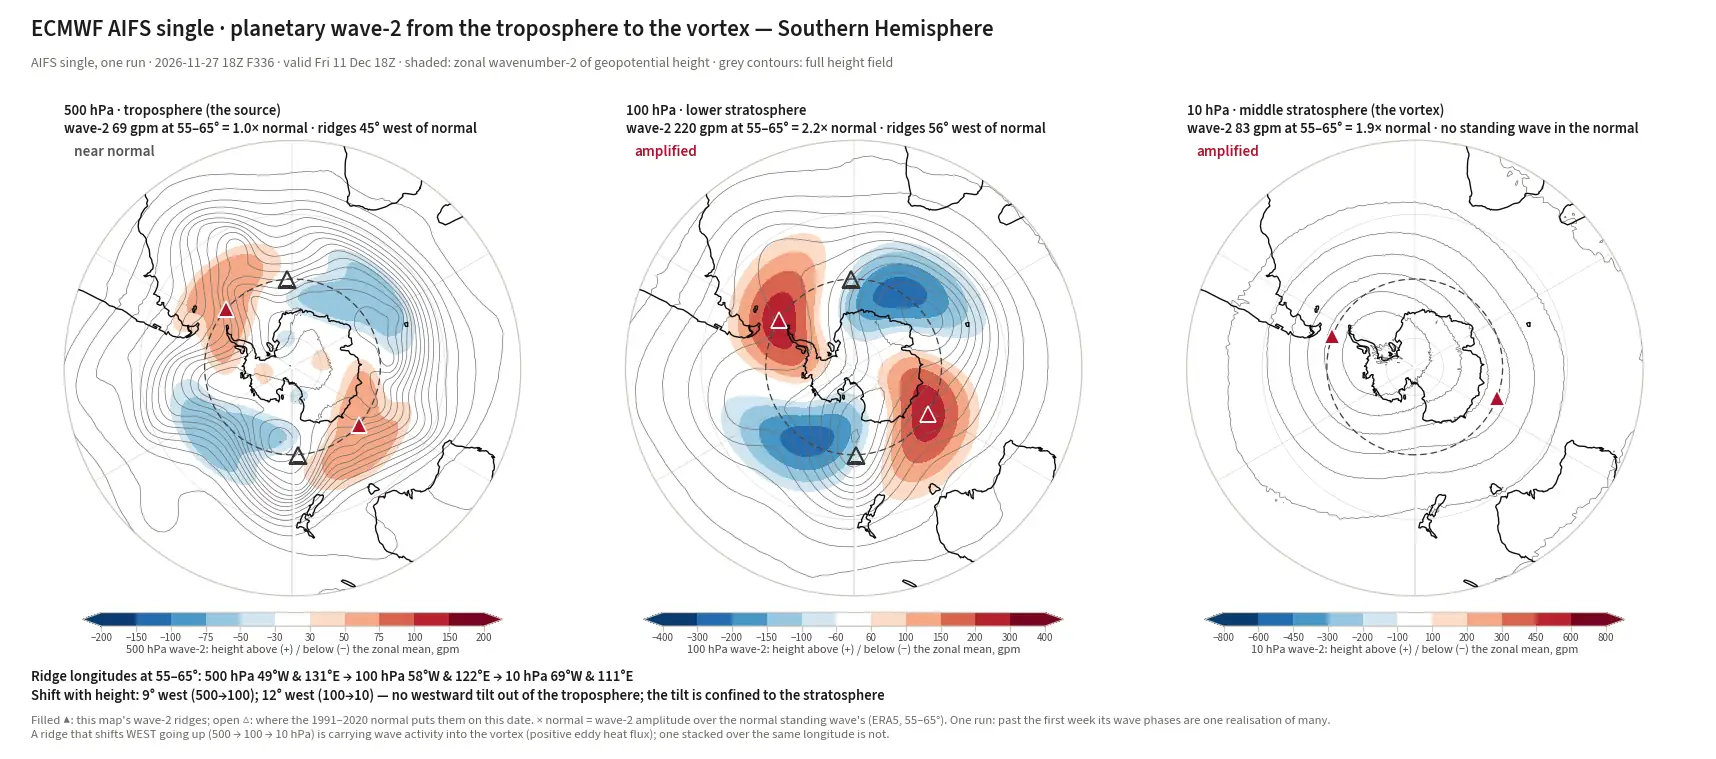 ECMWF AIFS single · planetary wave-2 from the troposphere to the vortex — Southern Hemisphere
AIFS single, one run · 2026-11-27 18Z F336 · valid Fri 11 Dec 18Z · shaded: zonal wavenumber-2 of geopotential height · grey contours: full height field
500 hPa · troposphere (the source)
wave-2 69 gpm at 55–65° = 1.0× normal · ridges 45° west of normal
near normal
100 hPa · lower stratosphere
wave-2 220 gpm at 55–65° = 2.2× normal · ridges 56° west of normal
amplified
10 hPa · middle stratosphere (the vortex)
wave-2 83 gpm at 55–65° = 1.9× normal · no standing wave in the normal
amplified
−200 −150 −100 −75 −50 −30 30 50 75 100 150 200
500 hPa wave-2: height above (+) / below (−) the zonal mean, gpm
−400 −300 −200 −150 −100 −60 60 100 150 200 300 400
100 hPa wave-2: height above (+) / below (−) the zonal mean, gpm
−800 −600 −450 −300 −200 −100 100 200 300 450 600 800
10 hPa wave-2: height above (+) / below (−) the zonal mean, gpm
Ridge longitudes at 55–65°: 500 hPa 49°W & 131°E → 100 hPa 58°W & 122°E → 10 hPa 69°W & 111°E
Shift with height: 9° west (500→100); 12° west (100→10) — no westward tilt out of the troposphere; the tilt is confined to the stratosphere
Filled ▲: this map's wave-2 ridges; open △: where the 1991–2020 normal puts them on this date. × normal = wave-2 amplitude over the normal standing wave's (ERA5, 55–65°). One run: past the first week its wave phases are one realisation of many.
A ridge that shifts WEST going up (500 → 100 → 10 hPa) is carrying wave activity into the vortex (positive eddy heat flux); one stacked over the same longitude is not.